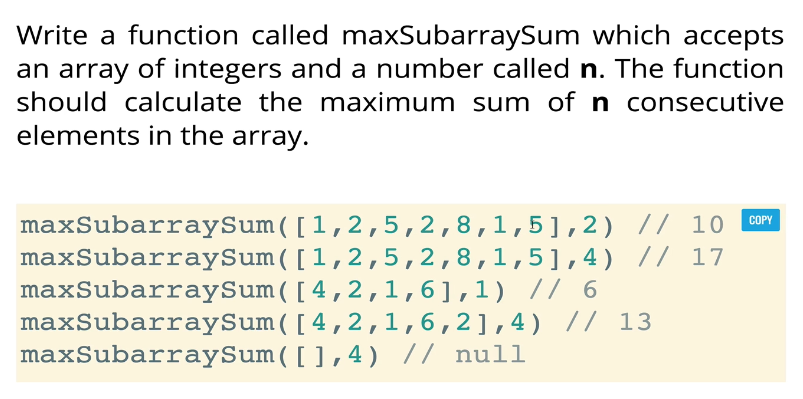 Write a function called maxSubarraySum which accepts
an array of integers and a number called n. The function
should calculate the maximum sum of n consecutive
elements in the array.
maxSubarraySum([1,2,5,2,8,1,5],2) // 10
COPY
maxSubarraySum([1,2,5,2,8,1,5],4) // 17
maxSubarraySum([4,2,1,6],1) // 6
maxSubarraySum([4,2,1,6,2],4) // 13
maxSubarraySum([],4) // null